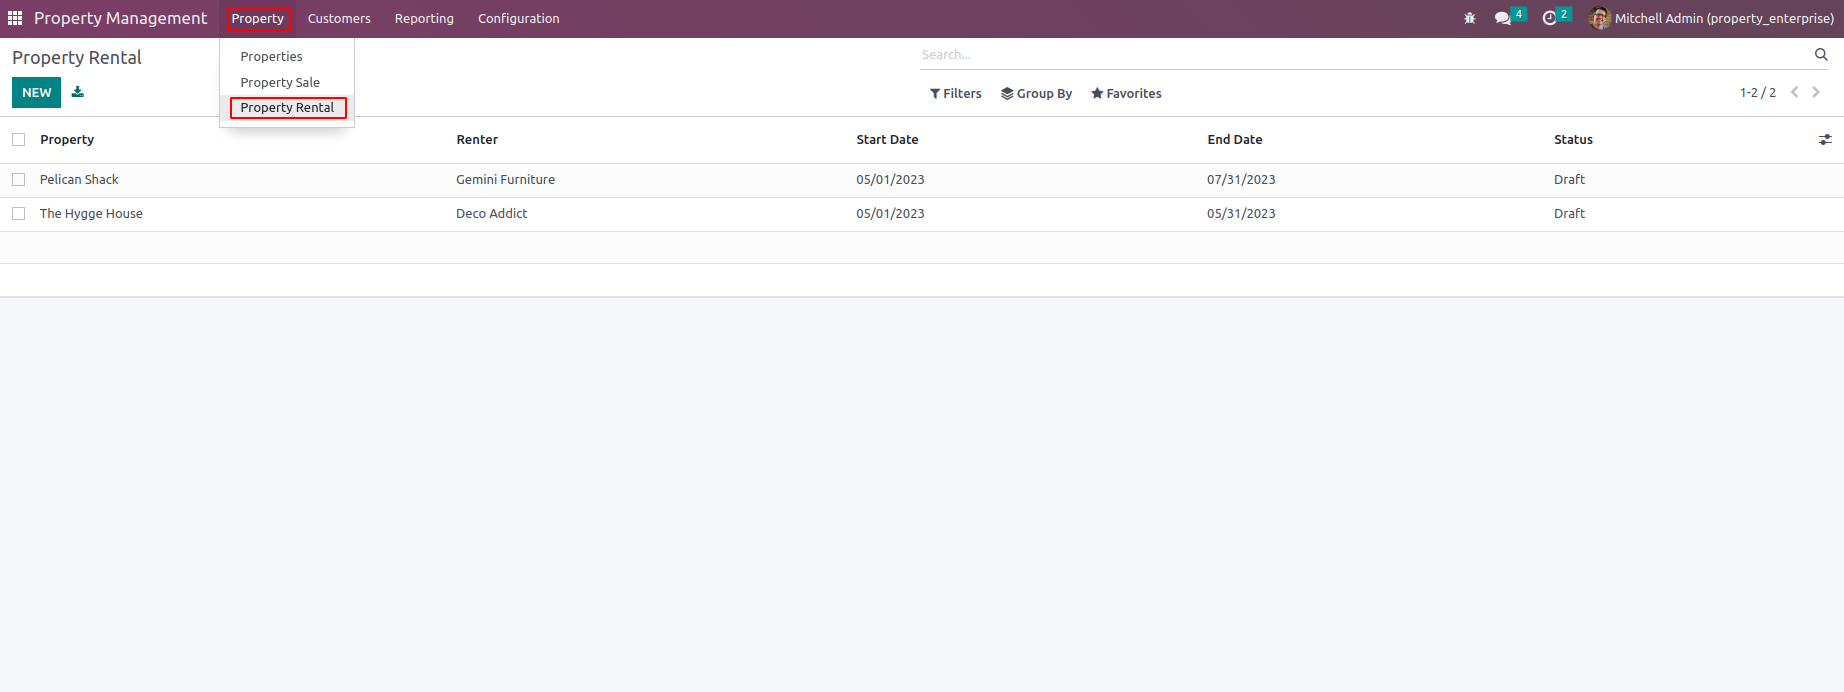 Property Management Property Customers Reporting Configuration 4 2 Mitchell Admin (property_enterprise)
Property Rental
Search...
NEW
Filters Group By Favorites
1-2 / 2
Properties
Property Sale
Property Rental
Property Renter Start Date End Date Status
Pelican Shack Gemini Furniture 05/01/2023 07/31/2023 Draft
The Hygge House Deco Addict 05/01/2023 05/31/2023 Draft